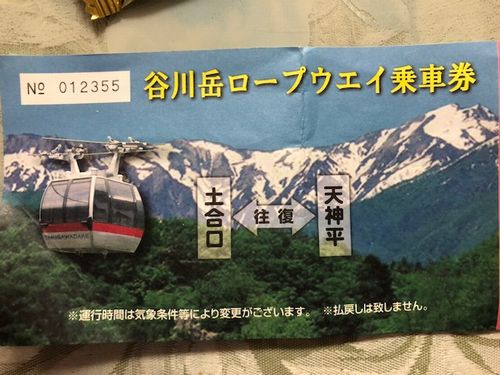 № 012355
谷川岳ロープウエイ乗車券
土合口
往復
天神平
TANIGAWADAKE
※運行時間は気象条件等により変更がございます。 ※払戻しは致しません。